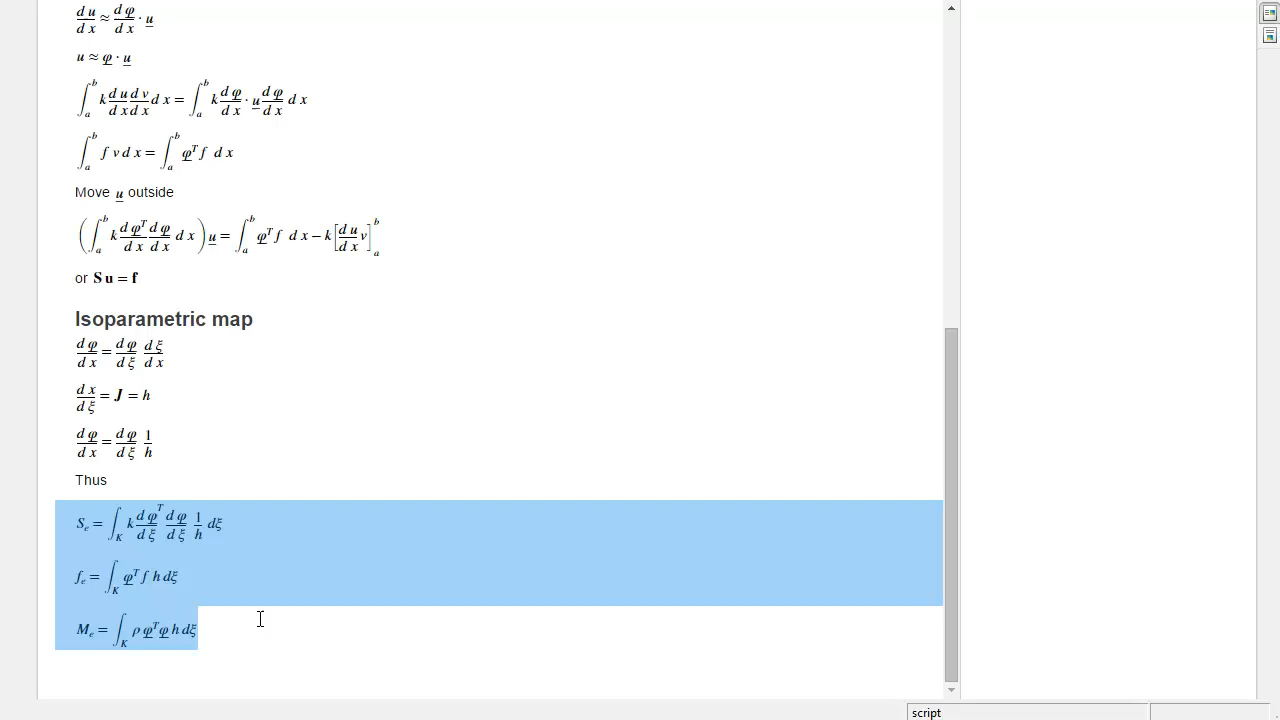 du/dx ≈ dφ/dx · u
u ≈ φ · u
∫_a^b k du/dx dv/dx dx = ∫_a^b k dφ/dx · u dφ/dx dx
∫_a^b f v dx = ∫_a^b φ^T f dx
Move u outside
(∫_a^b k dφ^T/dx dφ/dx dx) u = ∫_a^b φ^T f dx − k[du/dx v]_a^b
or S u = f
Isoparametric map
dφ/dx = dφ/dξ dξ/dx
dx/dξ = J = h
dφ/dx = dφ/dξ 1/h
Thus
S_e = ∫_K k dφ/dξ^T dφ/dξ 1/h dξ
f_e = ∫_K φ^T f h dξ
M_e = ∫_K ρ φ^T φ h dξ
script